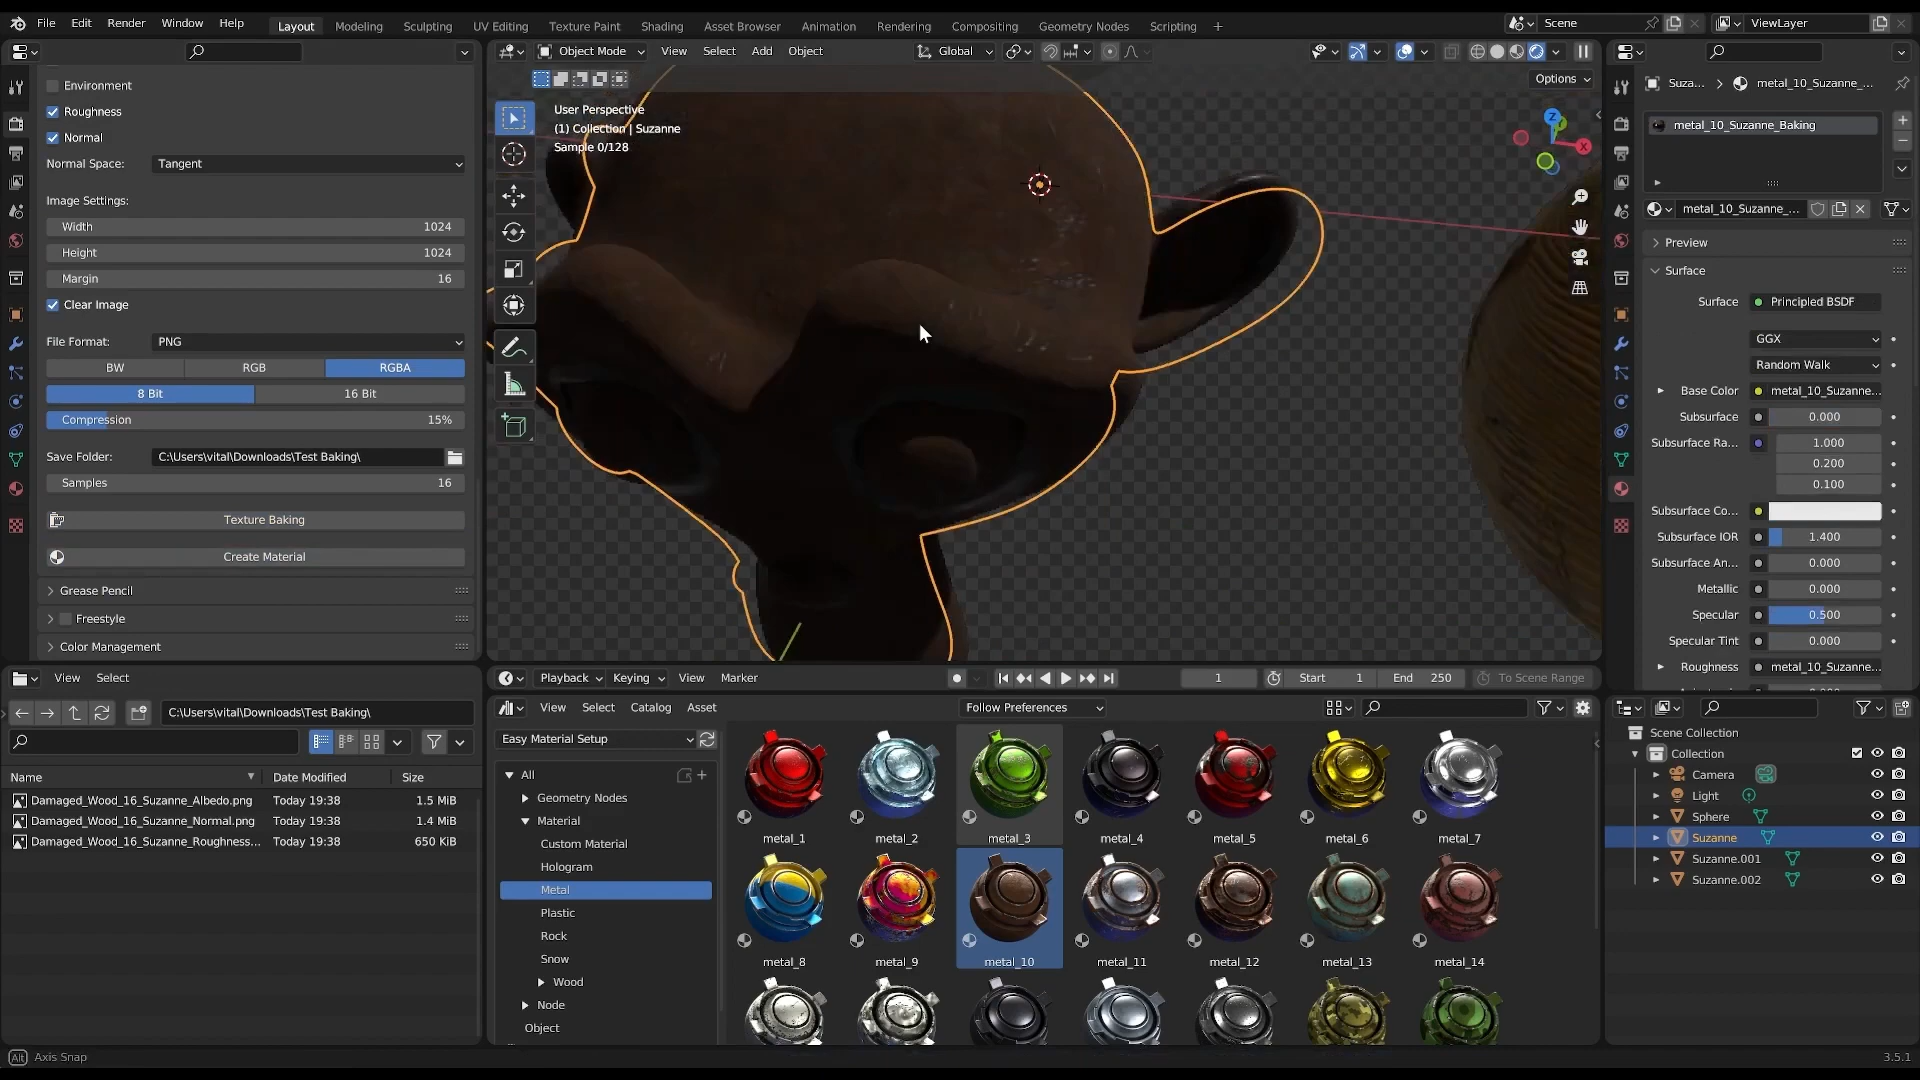 File Edit Render Window Help
Layout Modeling Sculpting UV Editing Texture Paint Shading Asset Browser Animation Rendering Compositing Geometry Nodes Scripting +
Scene
ViewLayer
Environment
Roughness
Normal
Normal Space: Tangent
Image Settings:
Width 1024
Height 1024
Margin 16
Clear Image
File Format: PNG
BW RGB RGBA
8 Bit 16 Bit
Compression 15%
Save Folder: C:\Users\vital\Downloads\Test Baking\
Samples 16
Texture Baking
Create Material
Grease Pencil
Freestyle
Color Management
Object Mode View Select Add Object Global
Options
User Perspective
(1) Collection | Suzanne
Sample 0/128
Z
X
Suza... > metal_10_Suzanne_...
metal_10_Suzanne_Baking
metal_10_Suzanne_...
Preview
Surface
Surface Principled BSDF
GGX
Random Walk
Base Color metal_10_Suzanne...
Subsurface 0.000
Subsurface Ra... 1.000
0.200
0.100
Subsurface Co...
Subsurface IOR 1.400
Subsurface An... 0.000
Metallic 0.000
Specular 0.500
Specular Tint 0.000
Roughness metal_10_Suzanne...
View Select
C:\Users\vital\Downloads\Test Baking\
Name Date Modified Size
Damaged_Wood_16_Suzanne_Albedo.png Today 19:38 1.5 MiB
Damaged_Wood_16_Suzanne_Normal.png Today 19:38 1.4 MiB
Damaged_Wood_16_Suzanne_Roughness... Today 19:38 650 KiB
Playback Keying View Marker
1 Start 1 End 250 To Scene Range
View Select Catalog Asset Follow Preferences
Easy Material Setup
All
Geometry Nodes
Material
Custom Material
Hologram
Metal
Plastic
Rock
Snow
Wood
Node
Object
metal_1 metal_2 metal_3 metal_4 metal_5 metal_6 metal_7
metal_8 metal_9 metal_10 metal_11 metal_12 metal_13 metal_14
Scene Collection
Collection
Camera
Light
Sphere
Suzanne
Suzanne.001
Suzanne.002
Alt Axis Snap
3.5.1